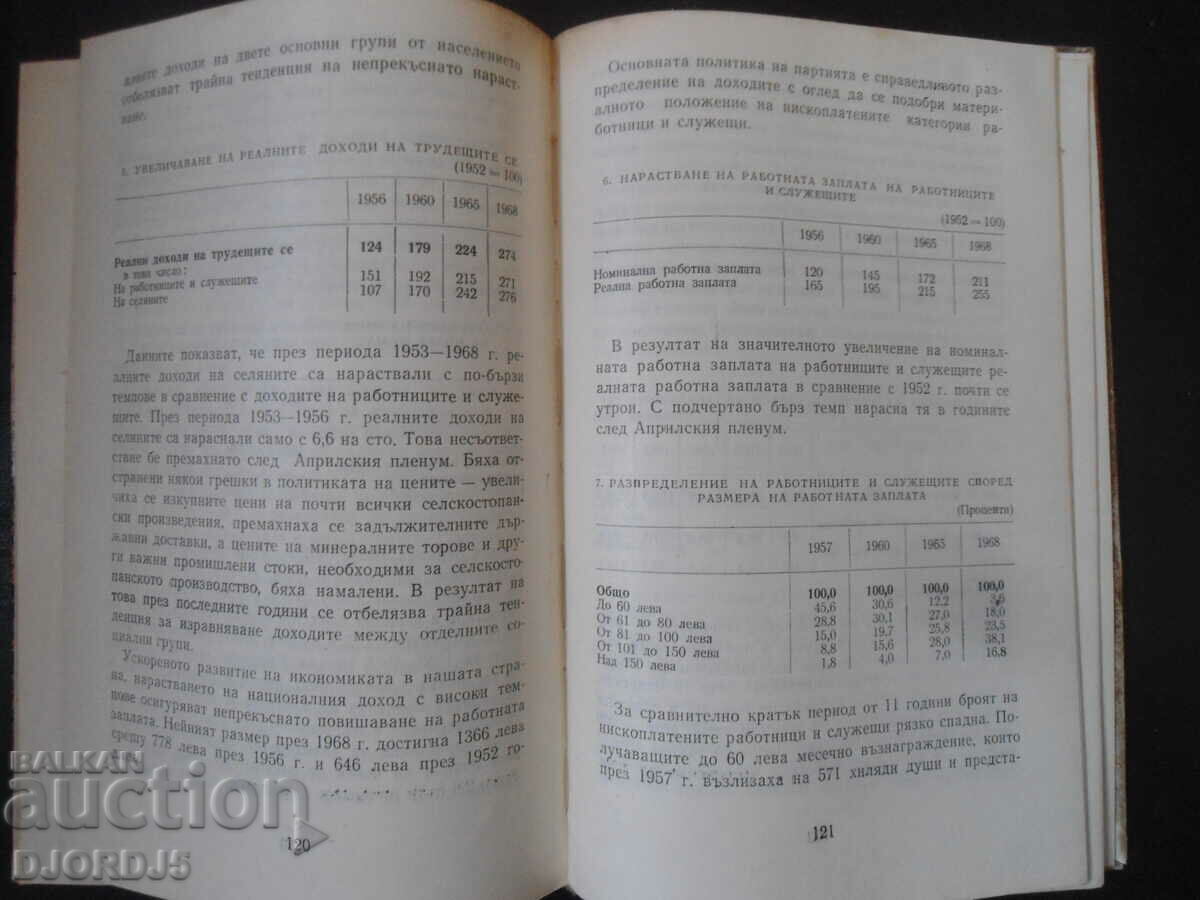 доходи на двете основни групи от населението
отбелязват трайна тенденция на непрекъснато нараст-
ване.
5. УВЕЛИЧАВАНЕ НА РЕАЛНИТЕ ДОХОДИ НА ТРУДЕЩИТЕ СЕ
(1952 = 100)
1956 1960 1965 1968
Реални доходи на трудещите се 124 179 224 274
в това число:
На работниците и служещите 151 192 215 271
На селяните 107 170 242 276
Данните показват, че през периода 1953—1968 г. ре-
алните доходи на селяните са нараствали с по-бързи
темпове в сравнение с доходите на работниците и служе-
щите. През периода 1953—1956 г. реалните доходи на
селяните са нараснали само с 6,6 на сто. Това несъответ-
ствие бе премахнато след Априлския пленум. Бяха от-
странени някои грешки в политиката на цените — увели-
чиха се изкупните цени на почти всички селскостопан-
ски произведения, премахнаха се задължителните дър-
жавни доставки, а цените на минералните торове и дру-
ги важни промишлени стоки, необходими за селскосто-
панското производство, бяха намалени. В резултат на
това през последните години се отбелязва трайна тен-
денция за изравняване доходите между отделните со-
циални групи.
Ускореното развитие на икономиката в нашата стра-
на, нарастването на националния доход с високи тем-
пове осигуряват непрекъснато повишаване на работната
заплата. Нейният размер през 1968 г. достигна 1366 лева
срещу 778 лева през 1956 г. и 646 лева през 1952 го-
120
Основната политика на партията е справедливото раз-
пределение на доходите с оглед да се подобри матери-
алното положение на нископлатените категории ра-
ботници и служещи.
6. НАРАСТВАНЕ НА РАБОТНАТА ЗАПЛАТА НА РАБОТНИЦИТЕ
И СЛУЖЕЩИТЕ
(1952 = 100)
1956 1960 1965 1968
Номинална работна заплата 120 145 172 211
Реална работна заплата 165 195 215 255
В резултат на значителното увеличение на номинал-
ната работна заплата на работниците и служещите ре-
алната работна заплата в сравнение с 1952 г. почти се
утрои. С подчертано бърз темп нарасна тя в годините
след Априлския пленум.
7. РАЗПРЕДЕЛЕНИЕ НА РАБОТНИЦИТЕ И СЛУЖЕЩИТЕ СПОРЕД
РАЗМЕРА НА РАБОТНАТА ЗАПЛАТА
(Проценти)
1957 1960 1965 1968
Общо 100,0 100,0 100,0 100,0
До 60 лева 45,6 30,6 12,2 3,6
От 61 до 80 лева 28,8 30,1 27,0 18,0
От 81 до 100 лева 15,0 19,7 25,8 23,5
От 101 до 150 лева 8,8 15,6 28,0 38,1
Над 150 лева 1,8 4,0 7,0 16,8
За сравнително кратък период от 11 години броят на
нископлатените работници и служещи рязко спадна. По-
лучаващите до 60 лева месечно възнаграждение, които
през 1957 г. възлизаха на 571 хиляди души и предста-
121
BALKAN
auction
DJORDJ5